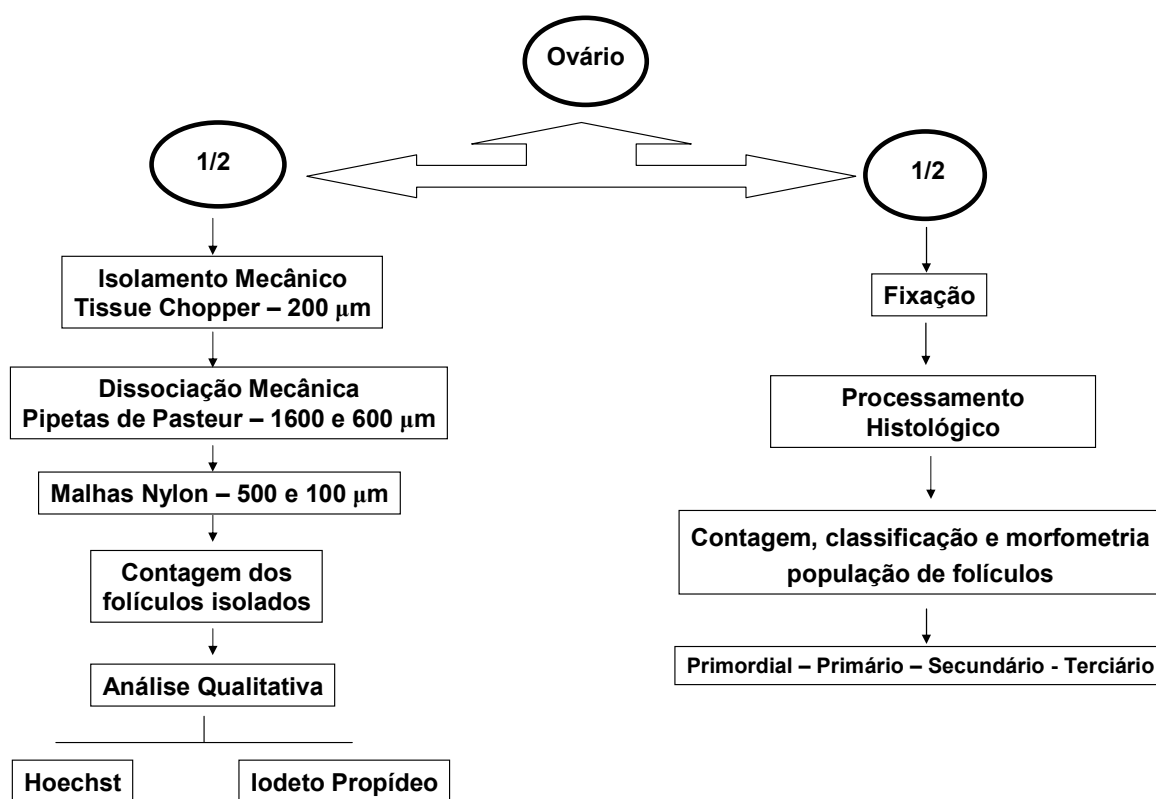 Ovário
1/2
1/2
Isolamento Mecânico
Tissue Chopper – 200 μm
Dissociação Mecânica
Pipetas de Pasteur – 1600 e 600 μm
Malhas Nylon – 500 e 100 μm
Contagem dos
folículos isolados
Análise Qualitativa
Hoechst
Iodeto Propídeo
Fixação
Processamento
Histológico
Contagem, classificação e morfometria
população de folículos
Primordial – Primário – Secundário - Terciário